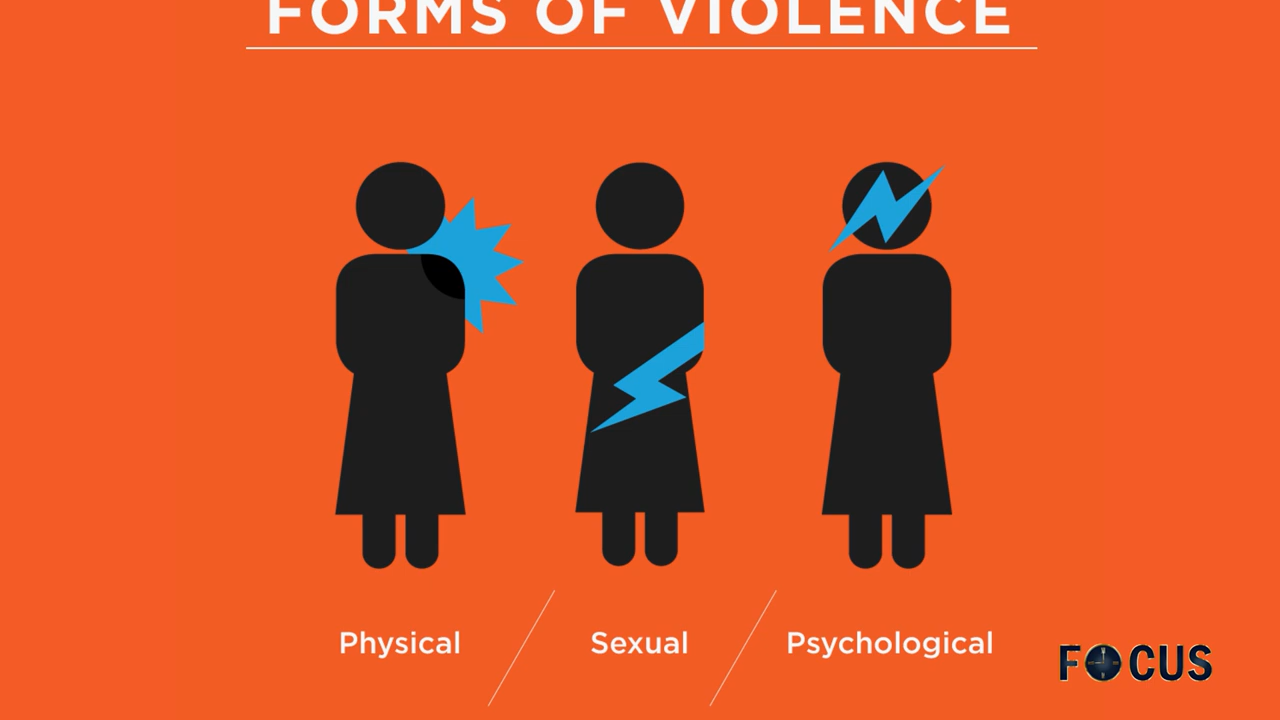 FORMS OF VIOLENCE
Physical
Sexual
Psychological
FOCUS